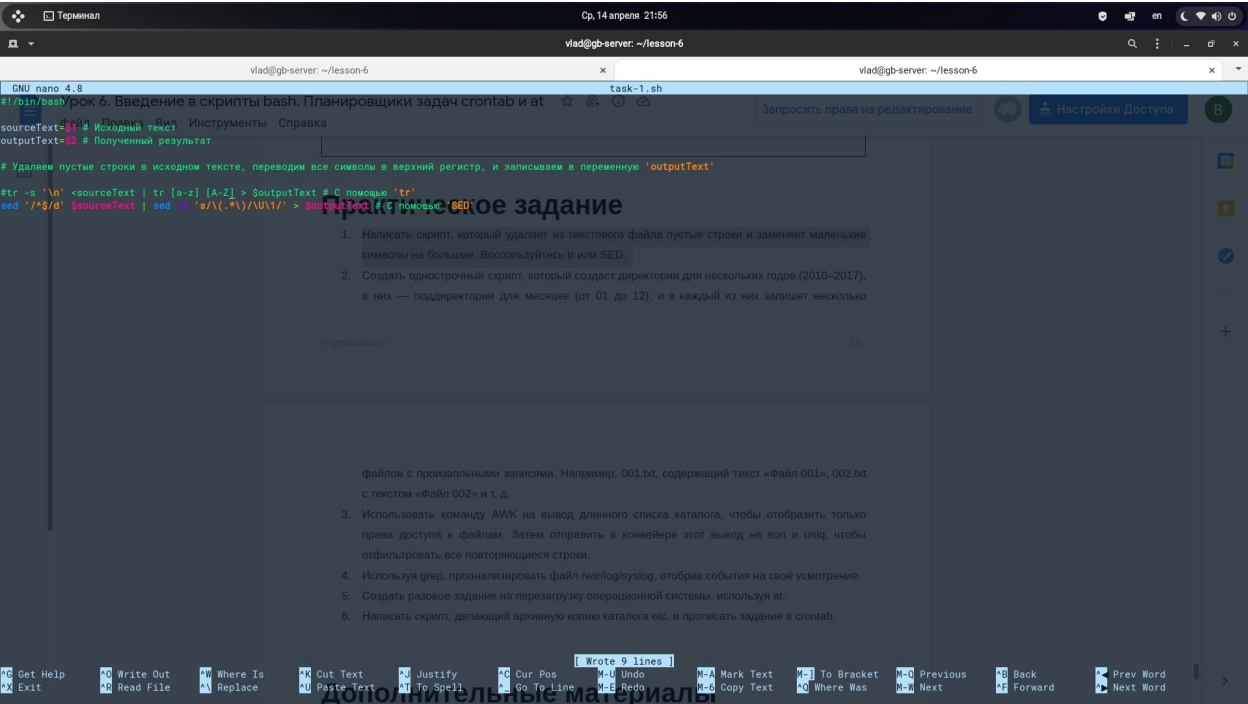 Терминал
Ср, 14 апреля 21:56
en
vlad@gb-server: ~/lesson-6
vlad@gb-server: ~/lesson-6 ×
vlad@gb-server: ~/lesson-6 ×
GNU nano 4.8 task-1.sh
#!/bin/bash
Урок 6. Введение в скрипты bash. Планировщики задач crontab и at
Запросить права на редактирование
Настройки Доступа
B
Файл Правка Вид Инструменты Справка
sourceText=$1 # Исходный текст
outputText=$2 # Полученный результат
# Удаляем пустые строки в исходном тексте, переводим все символы в верхний регистр, и записываем в переменную 'outputText'
#tr -s '\n' <sourceText | tr [a-z] [A-Z] > $outputText # С помощью 'tr'
sed '/^$/d' $sourceText | sed 's/\(.*\)/\U\1/' > $outputText # С помощью 'SED'
Практическое задание
1. Написать скрипт, который удаляет из текстового файла пустые строки и заменяет маленькие
символы на большие. Воспользуйтесь tr или SED.
2. Создать однострочный скрипт, который создаст директории для нескольких годов (2010–2017),
в них — поддиректории для месяцев (от 01 до 12), и в каждый из них запишет несколько
© geekbrains.ru 15
файлов с произвольными записями. Например, 001.txt, содержащий текст «Файл 001», 002.txt
с текстом «Файл 002» и т. д.
3. Использовать команду AWK на вывод длинного списка каталога, чтобы отобразить только
права доступа к файлам. Затем отправить в конвейере этот вывод на sort и uniq, чтобы
отфильтровать все повторяющиеся строки.
4. Используя grep, проанализировать файл /var/log/syslog, отобрав события на своё усмотрение.
5. Создать разовое задание на перезагрузку операционной системы, используя at.
6. Написать скрипт, делающий архивную копию каталога etc, и прописать задание в crontab.
[ Wrote 9 lines ]
^G Get Help ^O Write Out ^W Where Is ^K Cut Text ^J Justify ^C Cur Pos M-U Undo M-A Mark Text M-] To Bracket M-Q Previous ^B Back ^◀ Prev Word
^X Exit ^R Read File ^\ Replace ^U Paste Text ^T To Spell ^_ Go To Line M-E Redo M-6 Copy Text ^Q Where Was M-W Next ^F Forward ^▶ Next Word
Дополнительные материалы